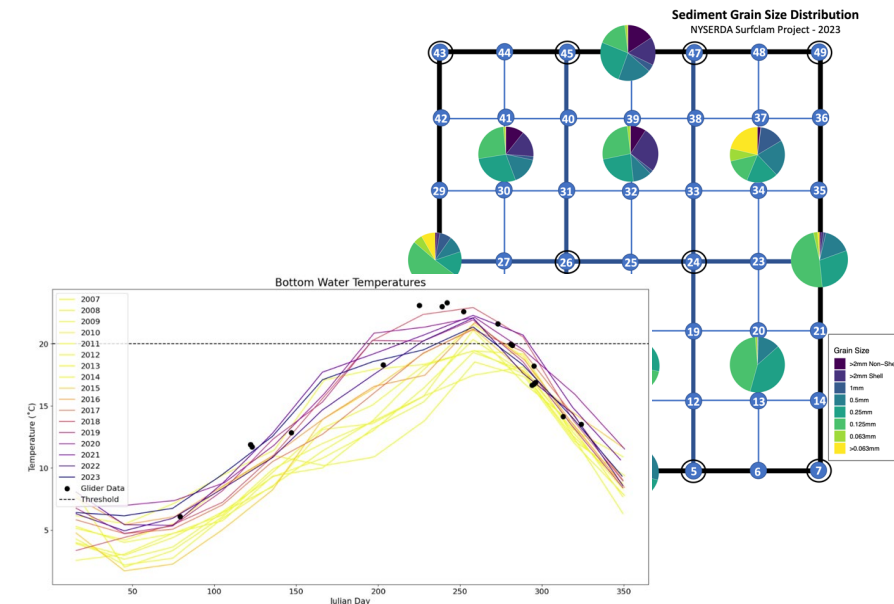 Sediment Grain Size Distribution
NYSERDA Surfclam Project - 2023
43 44 45 47 48 49
42 41 40 39 38 37 36
29 30 31 32 33 34 35
27 26 25 24 23
19 20 21
12 13 14
5 6 7
Grain Size
>2mm Non-She
>2mm Shell
1mm
0.5mm
0.25mm
0.125mm
0.063mm
>0.063mm
Bottom Water Temperatures
2007
2008
2009
2010
2011
2012
2013
2014
2015
2016
2017
2018
2019
2020
2021
2022
2023
Glider Data
Threshold
Temperature (˚C)
20
15
10
5
50 100 150 200 250 300 350
Julian Day